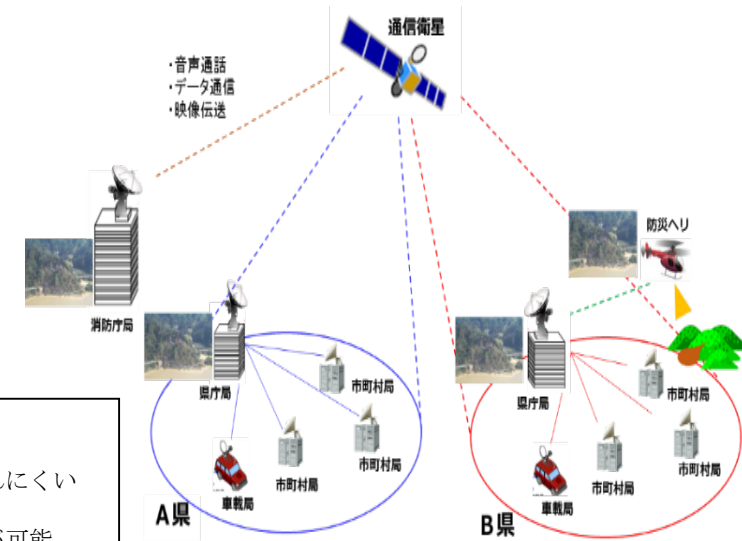 通信衛星
・音声通話
・データ通信
・映像伝送
防災ヘリ
消防庁局
県庁局
市町村局
市町村局
市町村局
車載局
A県
県庁局
市町村局
市町村局
市町村局
車載局
B県
にくい
可能